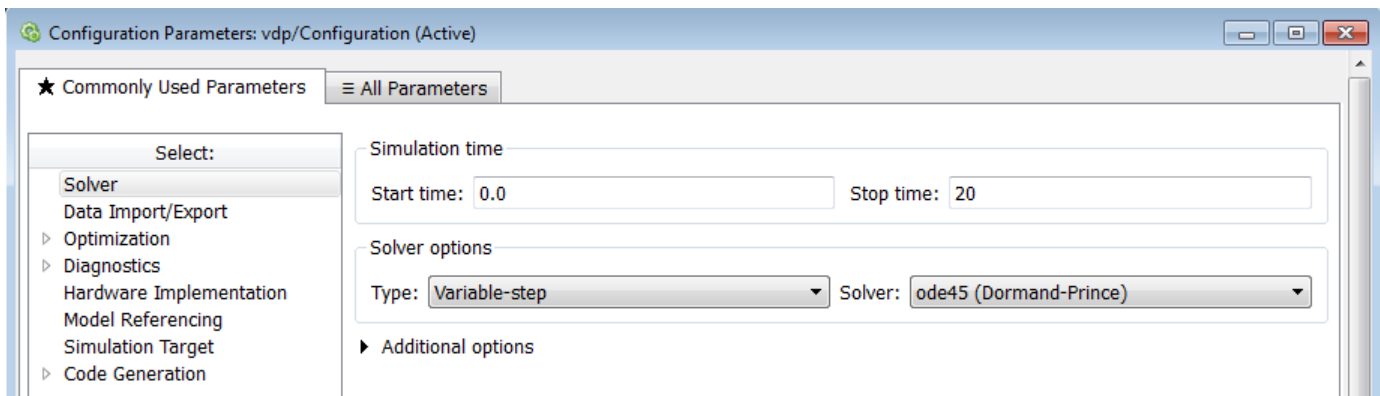 Configuration Parameters: vdp/Configuration (Active)
Commonly Used Parameters
All Parameters
Select:
Solver
Data Import/Export
Optimization
Diagnostics
Hardware Implementation
Model Referencing
Simulation Target
Code Generation
Simulation time
Start time: 0.0 Stop time: 20
Solver options
Type: Variable-step Solver: ode45 (Dormand-Prince)
Additional options